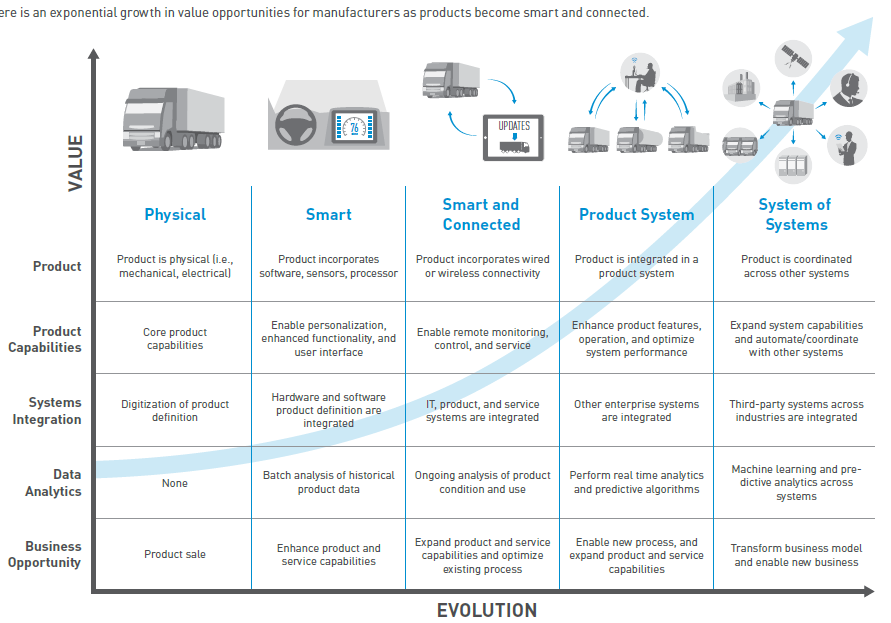 ere is an exponential growth in value opportunities for manufacturers as products become smart and connected.
VALUE
76
UPDATES
Physical
Smart
Smart and
Connected
Product System
System of
Systems
Product
Product is physical (i.e.,
mechanical, electrical)
Product incorporates
software, sensors, processor
Product incorporates wired
or wireless connectivity
Product is integrated in a
product system
Product is coordinated
across other systems
Product
Capabilities
Core product
capabilities
Enable personalization,
enhanced functionality, and
user interface
Enable remote monitoring,
control, and service
Enhance product features,
operation, and optimize
system performance
Expand system capabilities
and automate/coordinate
with other systems
Systems
Integration
Digitization of product
definition
Hardware and software
product definition are
integrated
IT, product, and service
systems are integrated
Other enterprise systems
are integrated
Third-party systems across
industries are integrated
Data
Analytics
None
Batch analysis of historical
product data
Ongoing analysis of product
condition and use
Perform real time analytics
and predictive algorithms
Machine learning and pre-
dictive analytics across
systems
Business
Opportunity
Product sale
Enhance product and
service capabilities
Expand product and service
capabilities and optimize
existing process
Enable new process, and
expand product and service
capabilities
Transform business model
and enable new business
EVOLUTION